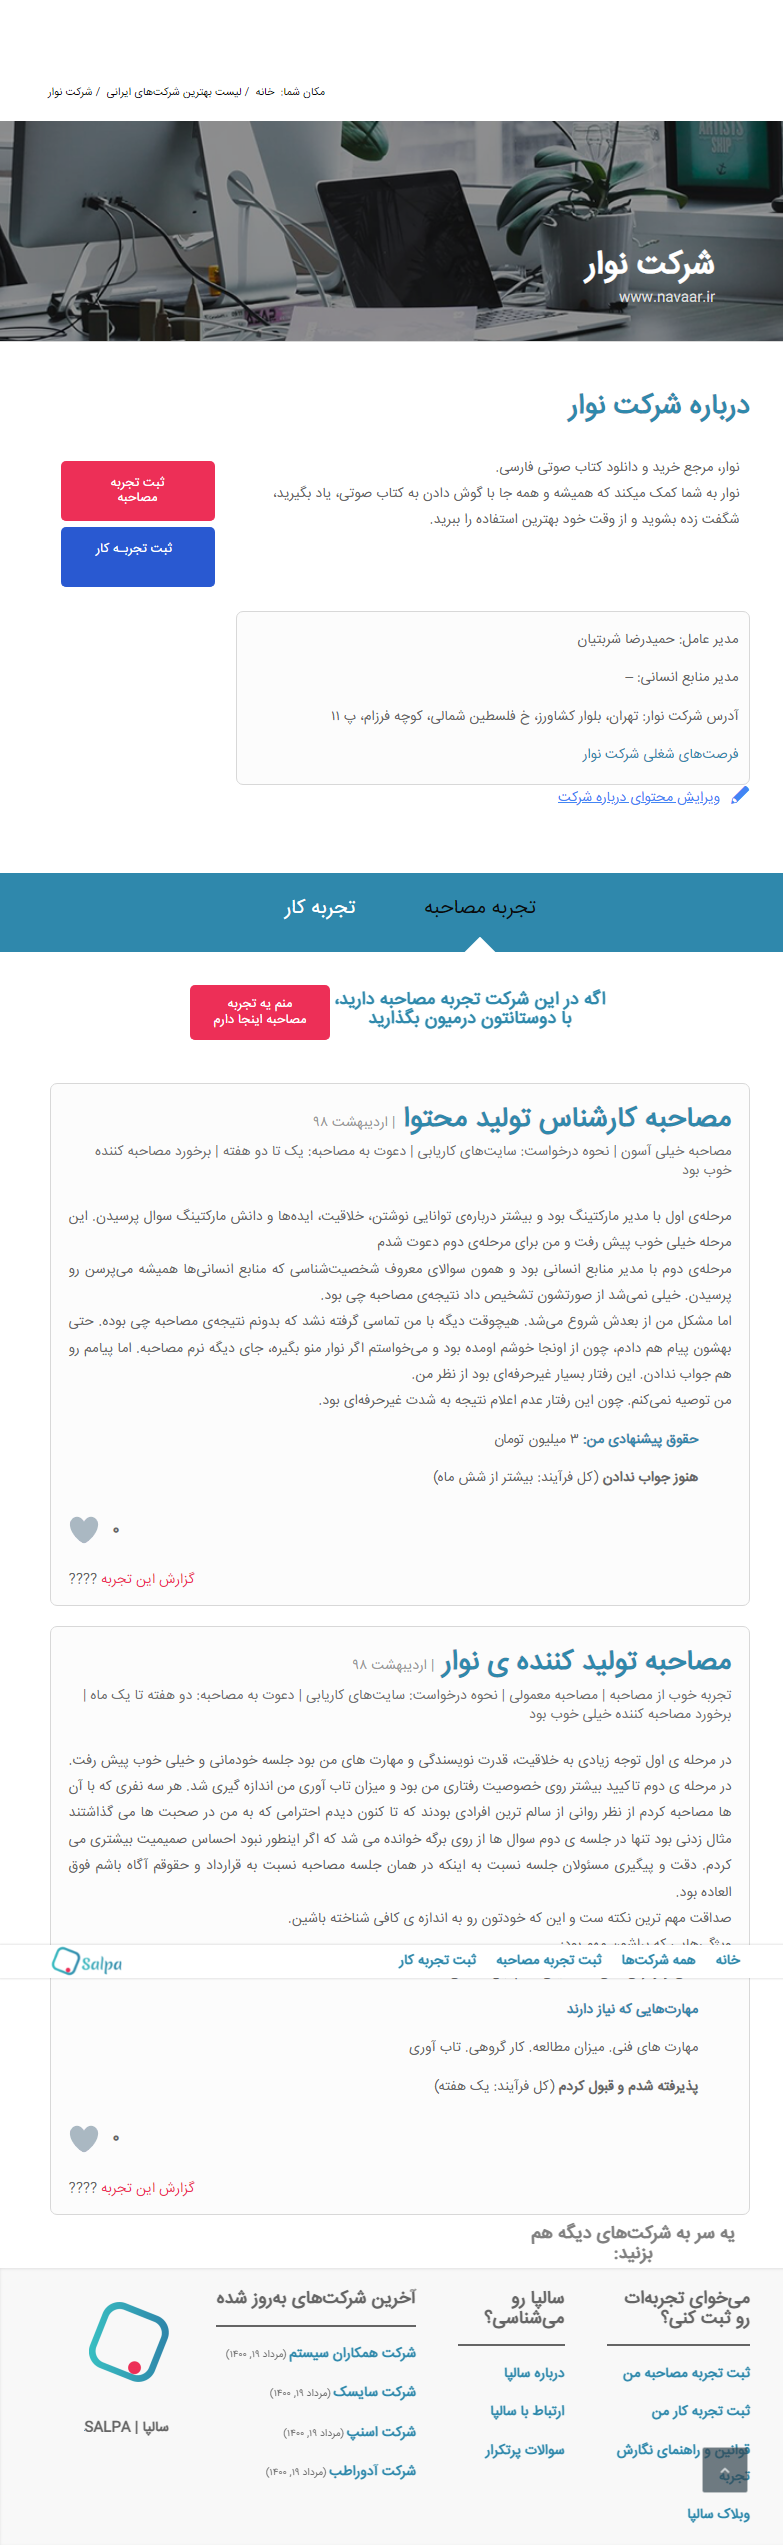 مکان شما: خانه / لیست بهترین شرکت‌های ایرانی / شرکت نوار
ARTISTS
SHIP
شرکت نوار
www.navaar.ir
درباره شرکت نوار
نوار، مرجع خرید و دانلود کتاب صوتی فارسی.
نوار به شما کمک میکند که همیشه و همه جا با گوش دادن به کتاب صوتی، یاد بگیرید،
شگفت زده بشوید و از وقت خود بهترین استفاده را ببرید.
ثبت تجربه
مصاحبه
ثبت تجربـه کار
مدیر عامل: حمیدرضا شربتیان
مدیر منابع انسانی: –
آدرس شرکت نوار: تهران، بلوار کشاورز، خ فلسطین شمالی، کوچه فرزام، پ ۱۱
فرصت‌های شغلی شرکت نوار
ویرایش محتوای درباره شرکت
تجربه مصاحبه
تجربه کار
اگه در این شرکت تجربه مصاحبه دارید،
با دوستانتون درمیون بگذارید
منم یه تجربه
مصاحبه اینجا دارم
مصاحبه کارشناس تولید محتوا | اردیبهشت ۹۸
مصاحبه خیلی آسون | نحوه درخواست: سایت‌های کاریابی | دعوت به مصاحبه: یک تا دو هفته | برخورد مصاحبه کننده
خوب بود
مرحله‌ی اول با مدیر مارکتینگ بود و بیشتر درباره‌ی توانایی نوشتن، خلاقیت، ایده‌ها و دانش مارکتینگ سوال پرسیدن. این
مرحله خیلی خوب پیش رفت و من برای مرحله‌ی دوم دعوت شدم
مرحله‌ی دوم با مدیر منابع انسانی بود و همون سوالای معروف شخصیت‌شناسی که منابع انسانی‌ها همیشه می‌پرسن رو
پرسیدن. خیلی نمی‌شد از صورتشون تشخیص داد نتیجه‌ی مصاحبه چی بود.
اما مشکل من از بعدش شروع می‌شد. هیچوقت دیگه با من تماسی گرفته نشد که بدونم نتیجه‌ی مصاحبه چی بوده. حتی
بهشون پیام هم دادم، چون از اونجا خوشم اومده بود و می‌خواستم اگر نوار منو بگیره، جای دیگه نرم مصاحبه. اما پیامم رو
هم جواب ندادن. این رفتار بسیار غیرحرفه‌ای بود از نظر من.
من توصیه نمی‌کنم. چون این رفتار عدم اعلام نتیجه به شدت غیرحرفه‌ای بود.
حقوق پیشنهادی من: ۳ میلیون تومان
هنوز جواب ندادن (کل فرآیند: بیشتر از شش ماه)
۰
گزارش این تجربه ????
مصاحبه تولید کننده ی نوار | اردیبهشت ۹۸
تجربه خوب از مصاحبه | مصاحبه معمولی | نحوه درخواست: سایت‌های کاریابی | دعوت به مصاحبه: دو هفته تا یک ماه |
برخورد مصاحبه کننده خیلی خوب بود
در مرحله ی اول توجه زیادی به خلاقیت، قدرت نویسندگی و مهارت های من بود جلسه خودمانی و خیلی خوب پیش رفت.
در مرحله ی دوم تاکیید بیشتر روی خصوصیت رفتاری من بود و میزان تاب آوری من اندازه گیری شد. هر سه نفری که با آن
ها مصاحبه کردم از نظر روانی از سالم ترین افرادی بودند که تا کنون دیدم احترامی که به من در صحبت ها می گذاشتند
مثال زدنی بود تنها در جلسه ی دوم سوال ها از روی برگه خوانده می شد که اگر اینطور نبود احساس صمیمیت بیشتری می
کردم. دقت و پیگیری مسئولان جلسه نسبت به اینکه در همان جلسه مصاحبه نسبت به قرارداد و حقوقم آگاه باشم فوق
العاده بود.
صداقت مهم ترین نکته ست و این که خودتون رو به اندازه ی کافی شناخته باشین.
خانه
همه شرکت‌ها
ثبت تجربه مصاحبه
ثبت تجربه کار
Salpa
مهارت‌هایی که نیاز دارند
مهارت های فنی. میزان مطالعه. کار گروهی. تاب آوری
پذیرفته شدم و قبول کردم (کل فرآیند: یک هفته)
۰
گزارش این تجربه ????
یه سر به شرکت‌های دیگه هم
بزنید:
می‌خوای تجربه‌ات
رو ثبت کنی؟
ثبت تجربه مصاحبه من
ثبت تجربه کار من
قوانین و راهنمای نگارش
تجربه
وبلاک سالپا
سالپا رو
می‌شناسی؟
درباره سالپا
ارتباط با سالپا
سوالات پرتکرار
آخرین شرکت‌های به‌روز شده
شرکت همکاران سیستم (مرداد ۱۹, ۱۴۰۰)
شرکت سایسک (مرداد ۱۹, ۱۴۰۰)
شرکت اسنپ (مرداد ۱۹, ۱۴۰۰)
شرکت آدوراطب (مرداد ۱۹, ۱۴۰۰)
سالپا | SALPA